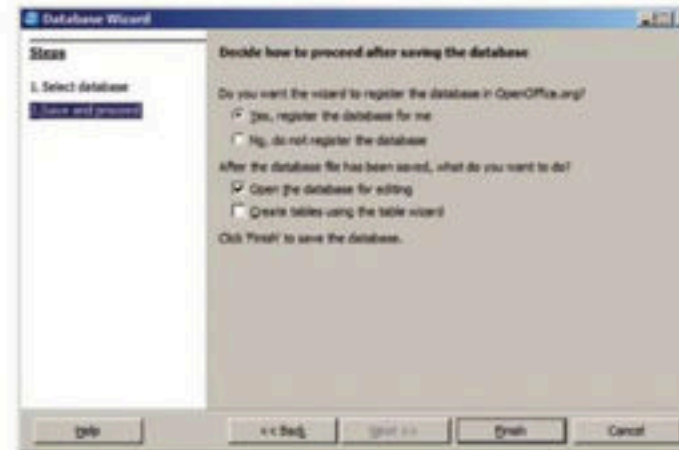 Database Wizard
Steps
1. Select database
2. Save and proceed
Decide how to proceed after saving the database
Do you want the wizard to register the database in OpenOffice.org?
Yes, register the database for me
No, do not register the database
After the database file has been saved, what do you want to do?
Open the database for editing
Create tables using the table wizard
Click 'Finish' to save the database.
Help
<< Back
Next >>
Finish
Cancel